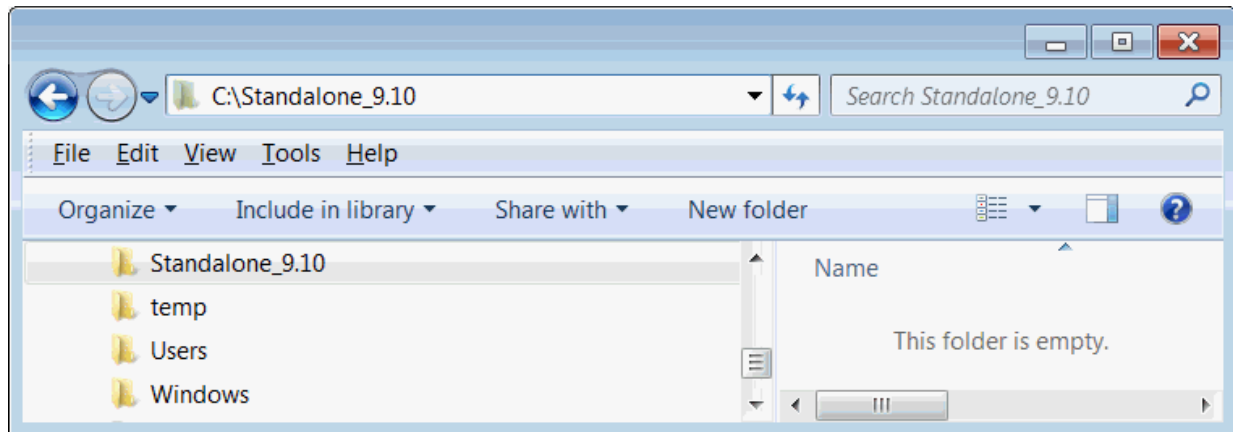 C:\Standalone_9.10
Search Standalone_9.10
File Edit View Tools Help
Organize Include in library Share with New folder
Standalone_9.10
temp
Users
Windows
Name
This folder is empty.